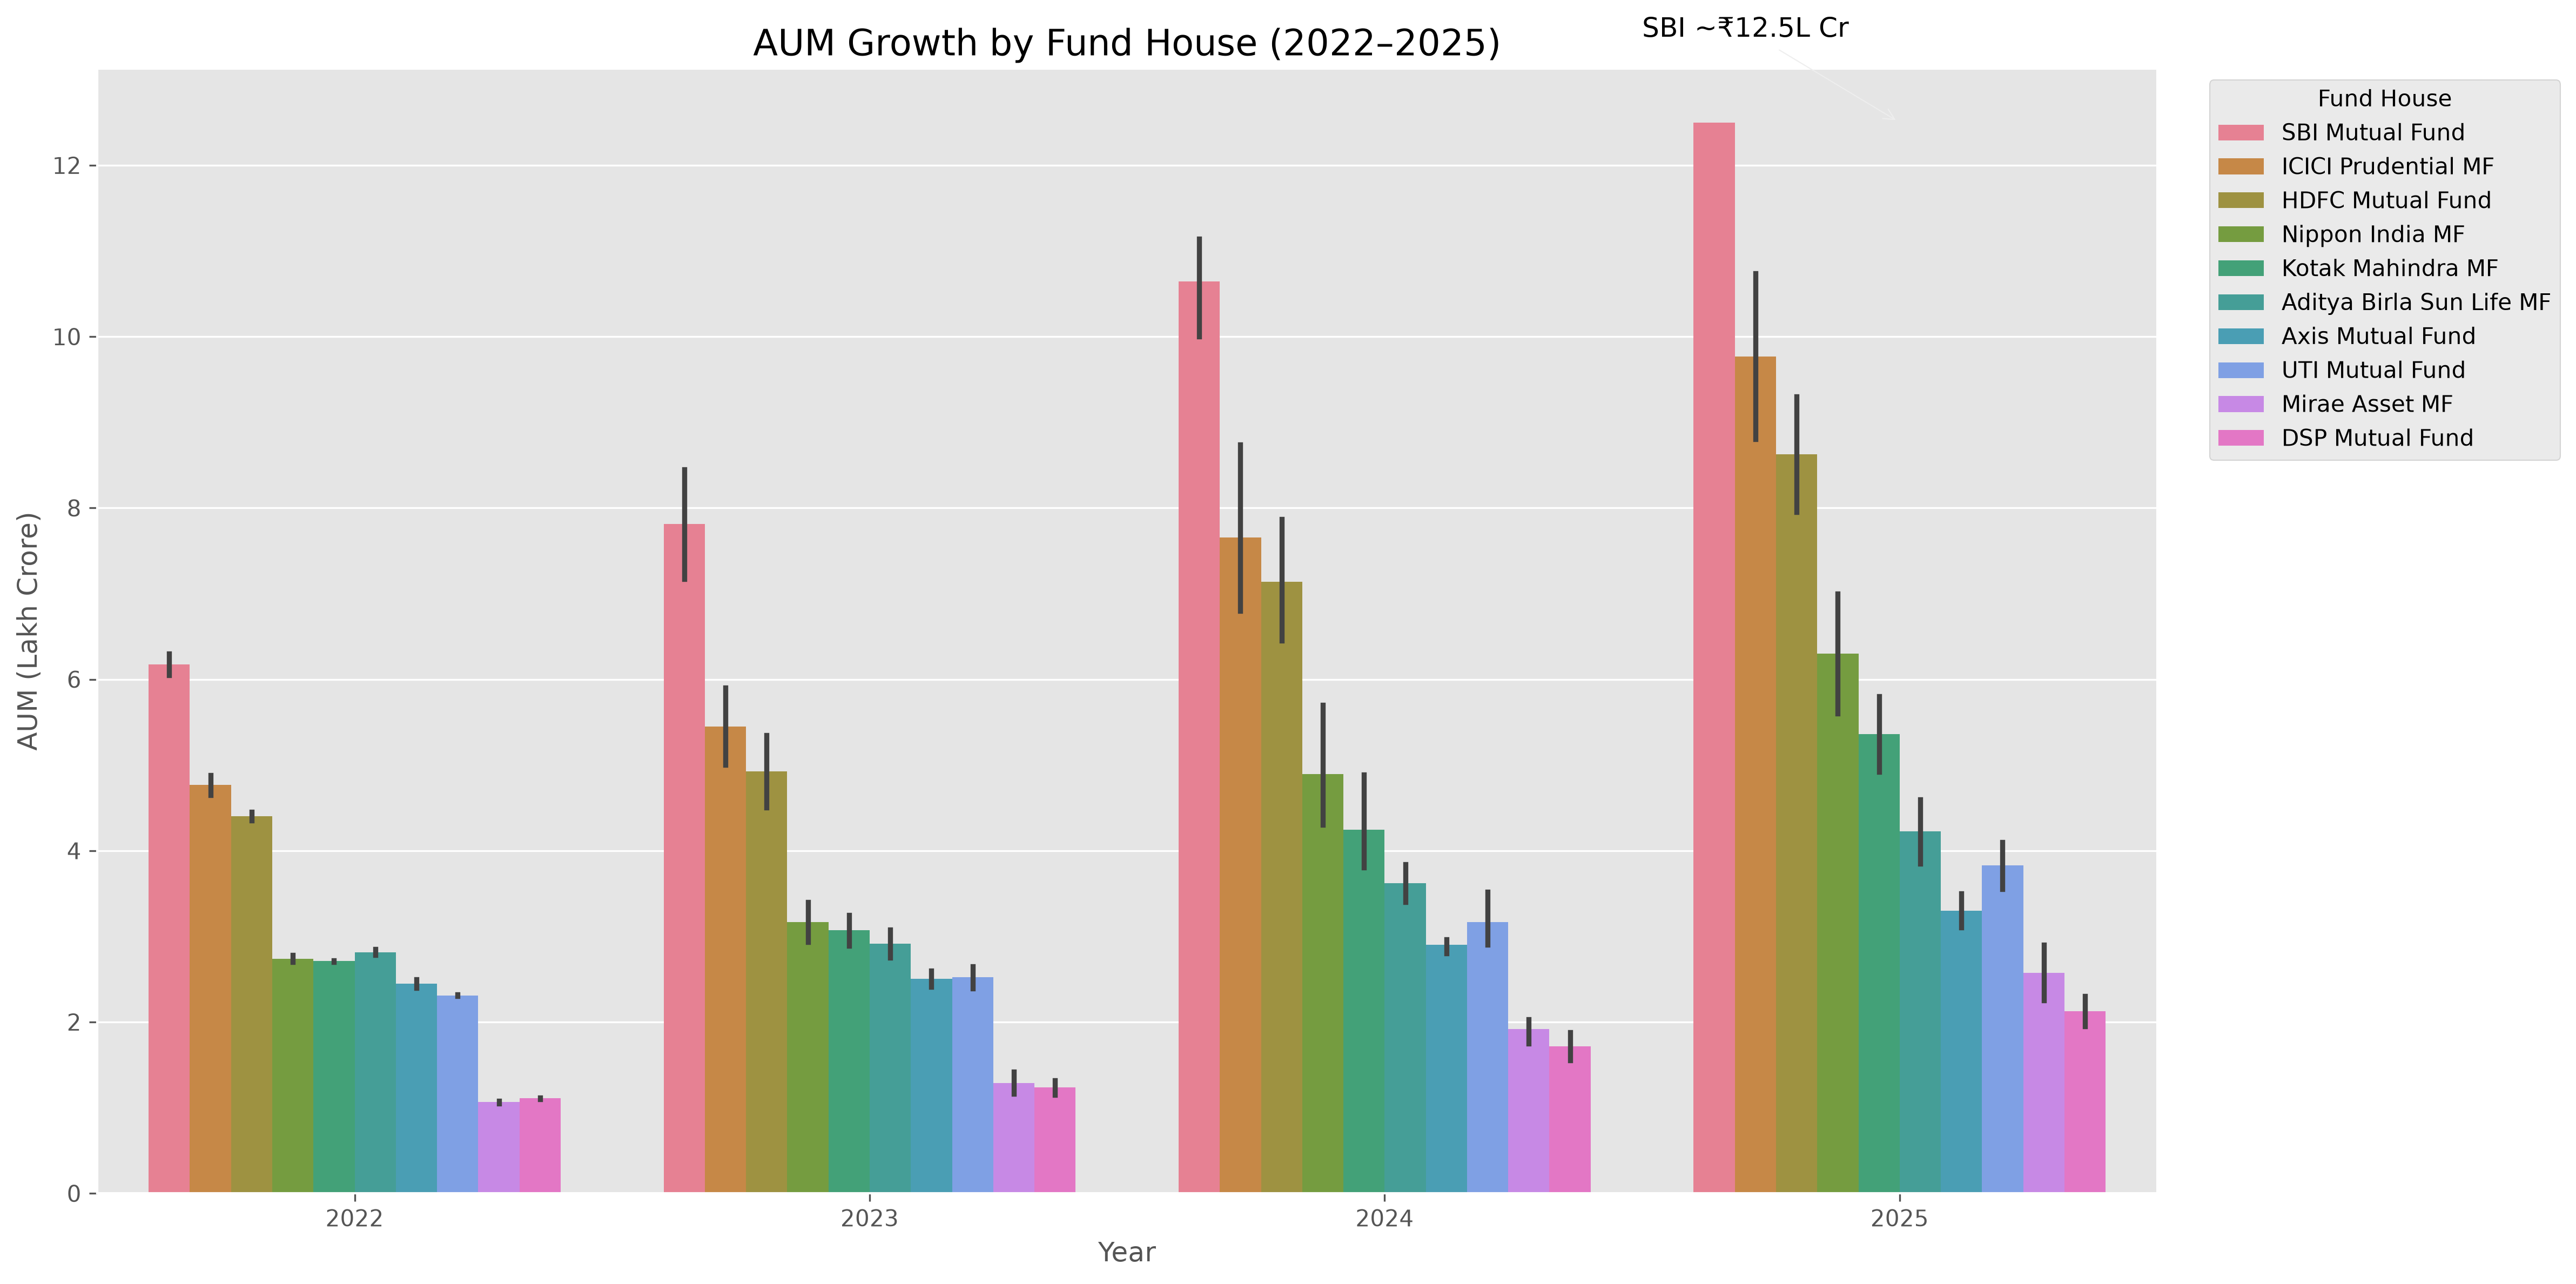 SBI ~₹12.5L Cr
AUM Growth by Fund House (2022–2025)
Fund House
SBI Mutual Fund
ICICI Prudential MF
HDFC Mutual Fund
Nippon India MF
Kotak Mahindra MF
Aditya Birla Sun Life MF
Axis Mutual Fund
UTI Mutual Fund
Mirae Asset MF
DSP Mutual Fund
AUM (Lakh Crore)
12
10
8
6
4
2
0
2022
2023
2024
2025
Year